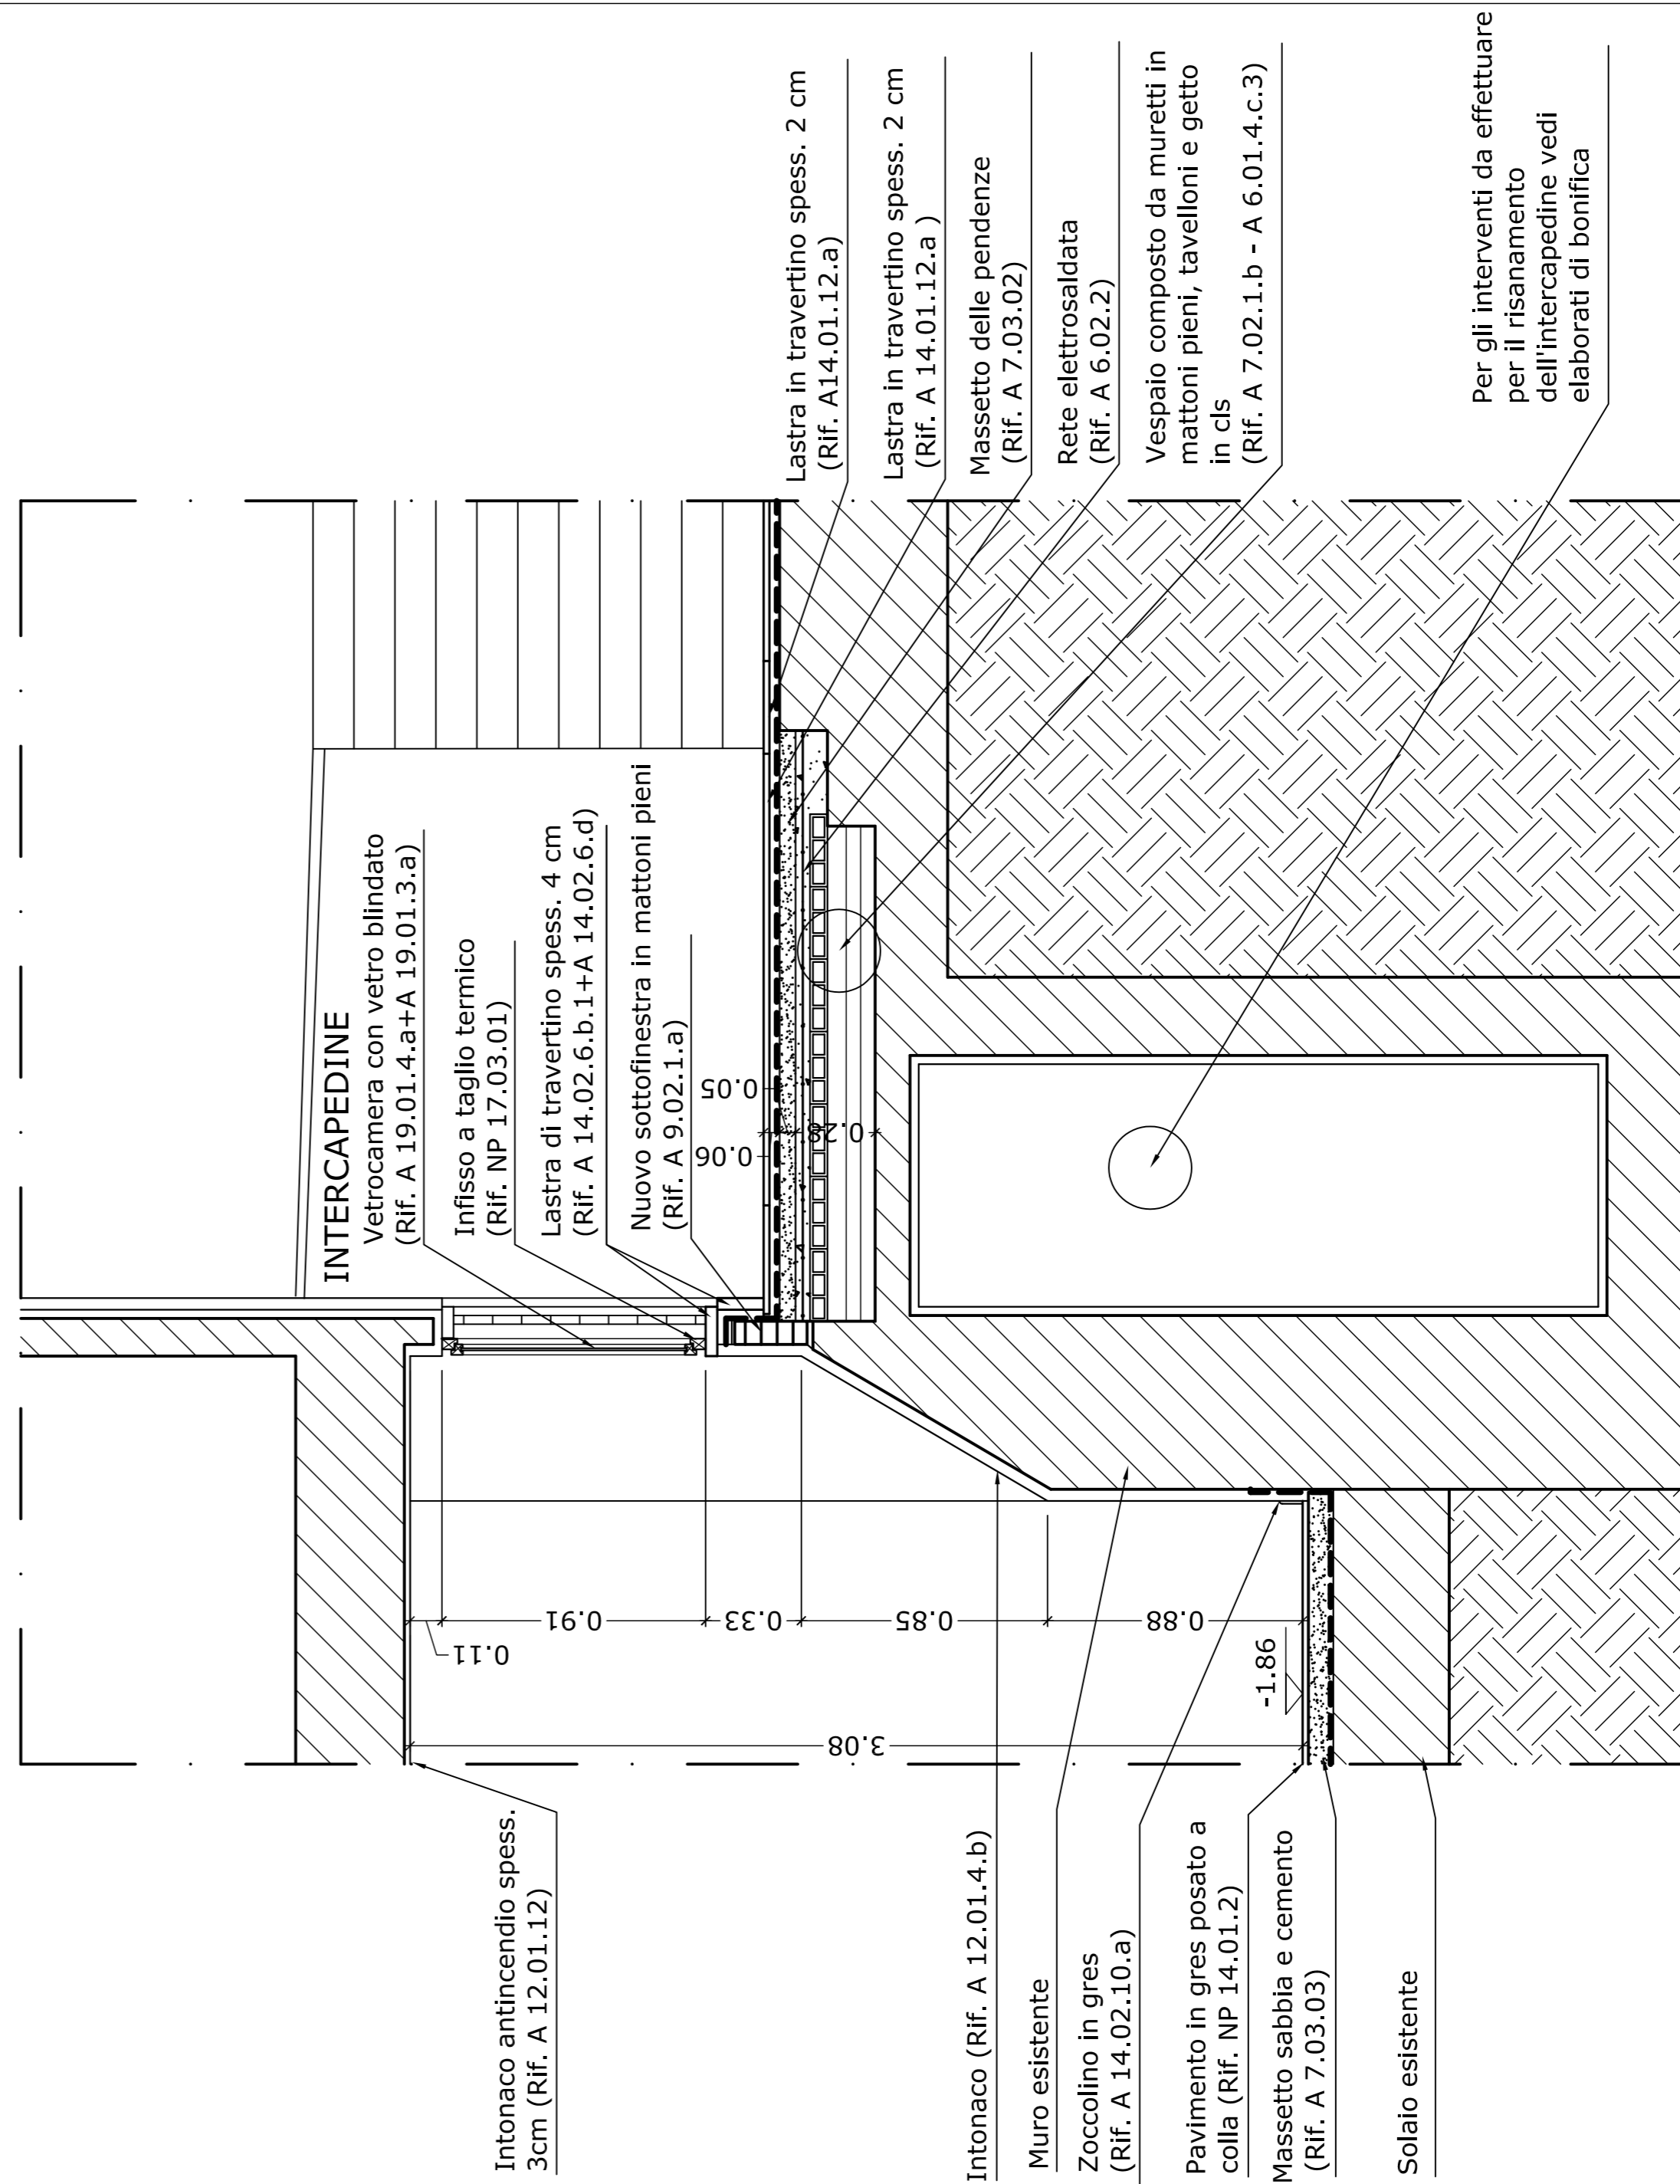 INTERCAPEDINE
Vetrocamera con vetro blindato
(Rif. A 19.01.4.a+A 19.01.3.a)
Infisso a taglio termico
(Rif. NP 17.03.01)
Lastra di travertino spess. 4 cm
(Rif. A 14.02.6.b.1+A 14.02.6.d)
Nuovo sottofinestra in mattoni pieni
(Rif. A 9.02.1.a)
Lastra in travertino spess. 2 cm
(Rif. A14.01.12.a)
Lastra in travertino spess. 2 cm
(Rif. A 14.01.12.a )
Massetto delle pendenze
(Rif. A 7.03.02)
Rete elettrosaldata
(Rif. A 6.02.2)
Vespaio composto da muretti in
mattoni pieni, tavelloni e getto
in cls
(Rif. A 7.02.1.b - A 6.01.4.c.3)
Per gli interventi da effettuare
per il risanamento
dell'intercapedine vedi
elaborati di bonifica
Intonaco antincendio spess.
3cm (Rif. A 12.01.12)
Intonaco (Rif. A 12.01.4.b)
Muro esistente
Zoccolino in gres
(Rif. A 14.02.10.a)
Pavimento in gres posato a
colla (Rif. NP 14.01.2)
Massetto sabbia e cemento
(Rif. A 7.03.03)
Solaio esistente
0.05
0.06
0.28
0.11
0.91
0.33
0.85
0.88
3.08
-1.86